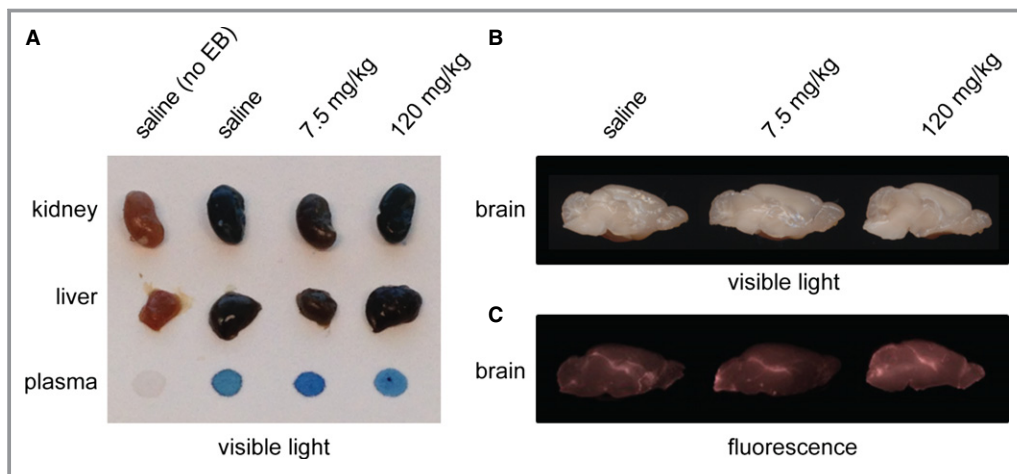 A
saline (no EB)
saline
7.5 mg/kg
120 mg/kg
kidney
liver
plasma
visible light
B
saline
7.5 mg/kg
120 mg/kg
brain
visible light
C
brain
fluorescence